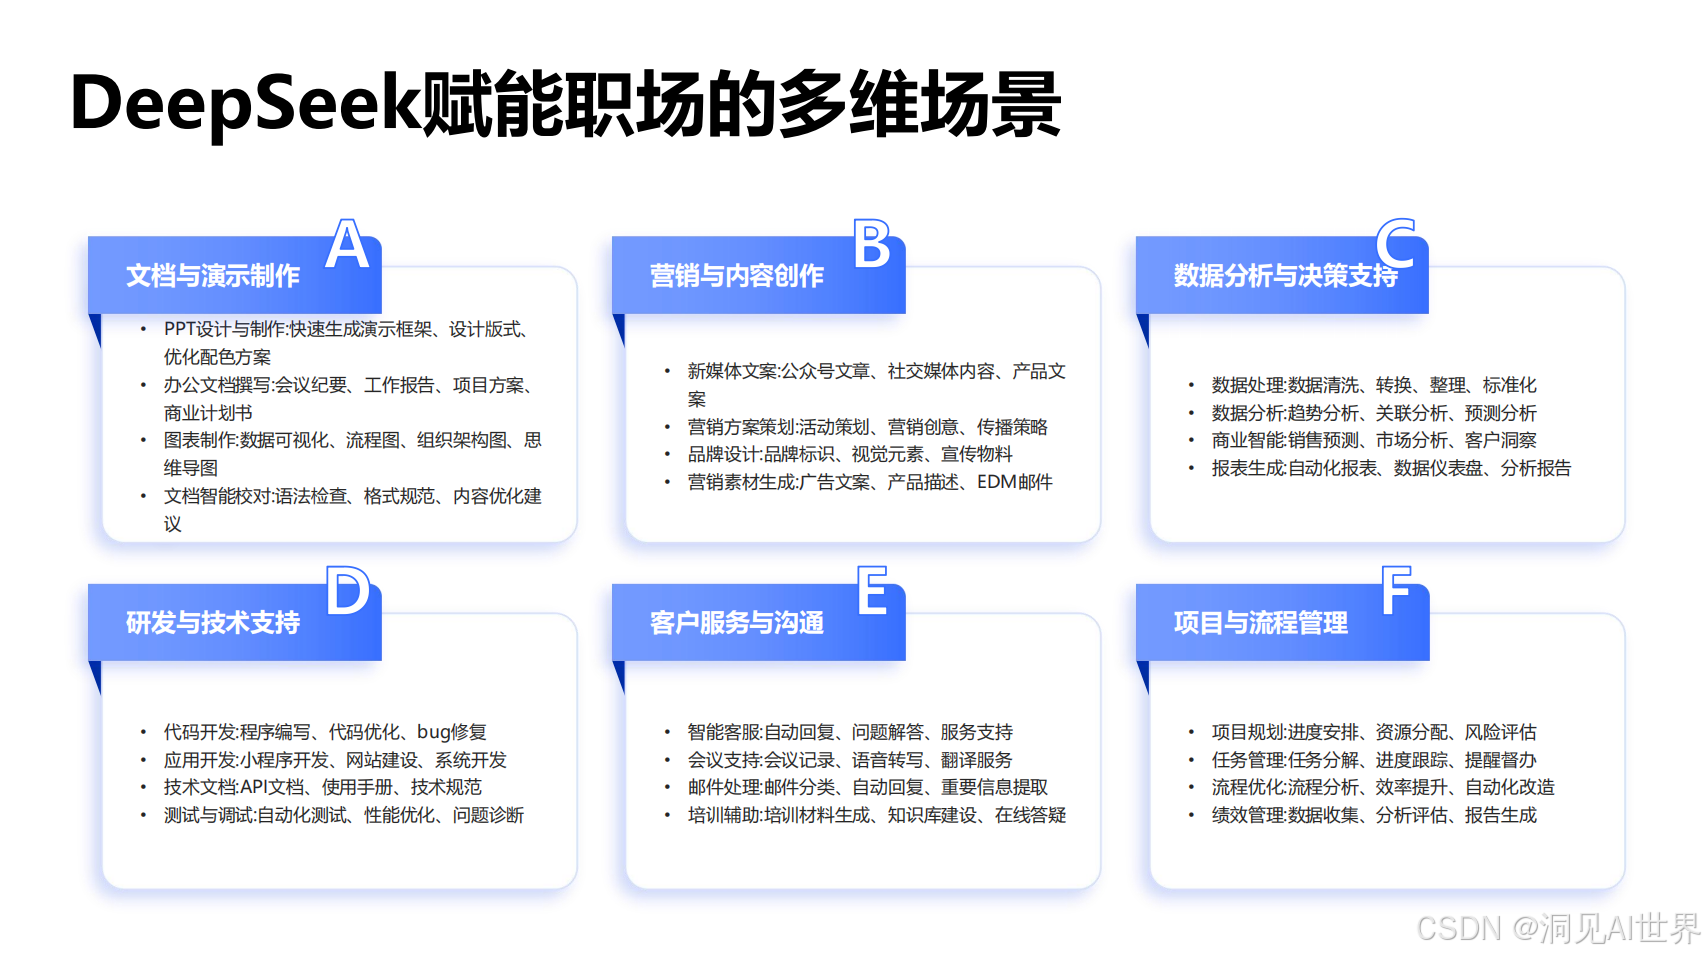 DeepSeek赋能职场的多维场景
A
文档与演示制作
• PPT设计与制作:快速生成演示框架、设计版式、
优化配色方案
• 办公文档撰写:会议纪要、工作报告、项目方案、
商业计划书
• 图表制作:数据可视化、流程图、组织架构图、思
维导图
• 文档智能校对:语法检查、格式规范、内容优化建
议
B
营销与内容创作
• 新媒体文案:公众号文章、社交媒体内容、产品文
案
• 营销方案策划:活动策划、营销创意、传播策略
• 品牌设计:品牌标识、视觉元素、宣传物料
• 营销素材生成:广告文案、产品描述、EDM邮件
C
数据分析与决策支持
• 数据处理:数据清洗、转换、整理、标准化
• 数据分析:趋势分析、关联分析、预测分析
• 商业智能:销售预测、市场分析、客户洞察
• 报表生成:自动化报表、数据仪表盘、分析报告
D
研发与技术支持
• 代码开发:程序编写、代码优化、bug修复
• 应用开发:小程序开发、网站建设、系统开发
• 技术文档:API文档、使用手册、技术规范
• 测试与调试:自动化测试、性能优化、问题诊断
E
客户服务与沟通
• 智能客服:自动回复、问题解答、服务支持
• 会议支持:会议记录、语音转写、翻译服务
• 邮件处理:邮件分类、自动回复、重要信息提取
• 培训辅助:培训材料生成、知识库建设、在线答疑
F
项目与流程管理
• 项目规划:进度安排、资源分配、风险评估
• 任务管理:任务分解、进度跟踪、提醒督办
• 流程优化:流程分析、效率提升、自动化改造
• 绩效管理:数据收集、分析评估、报告生成
CSDN @洞见AI世界